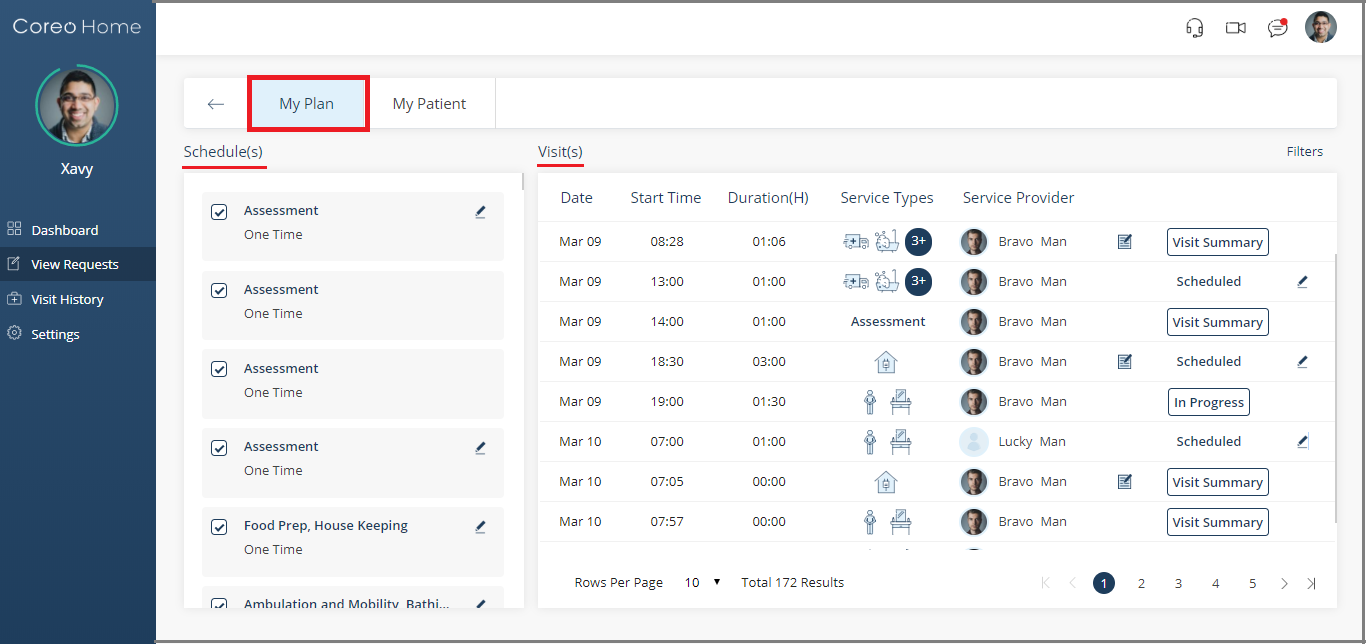 Coreo Home
Xavy
Dashboard
View Requests
Visit History
Settings
My Plan
My Patient
Schedule(s)
Assessment
One Time
Assessment
One Time
Assessment
One Time
Assessment
One Time
Food Prep, House Keeping
One Time
Ambulation and Mobility, Bathi...
Visit(s)
Filters
Date Start Time Duration(H) Service Types Service Provider
Mar 09 08:28 01:06 3+ Bravo Man Visit Summary
Mar 09 13:00 01:00 3+ Bravo Man Scheduled
Mar 09 14:00 01:00 Assessment Bravo Man Visit Summary
Mar 09 18:30 03:00 Bravo Man Scheduled
Mar 09 19:00 01:30 Bravo Man In Progress
Mar 10 07:00 01:00 Lucky Man Scheduled
Mar 10 07:05 00:00 Bravo Man Visit Summary
Mar 10 07:57 00:00 Bravo Man Visit Summary
Rows Per Page 10 Total 172 Results 1 2 3 4 5